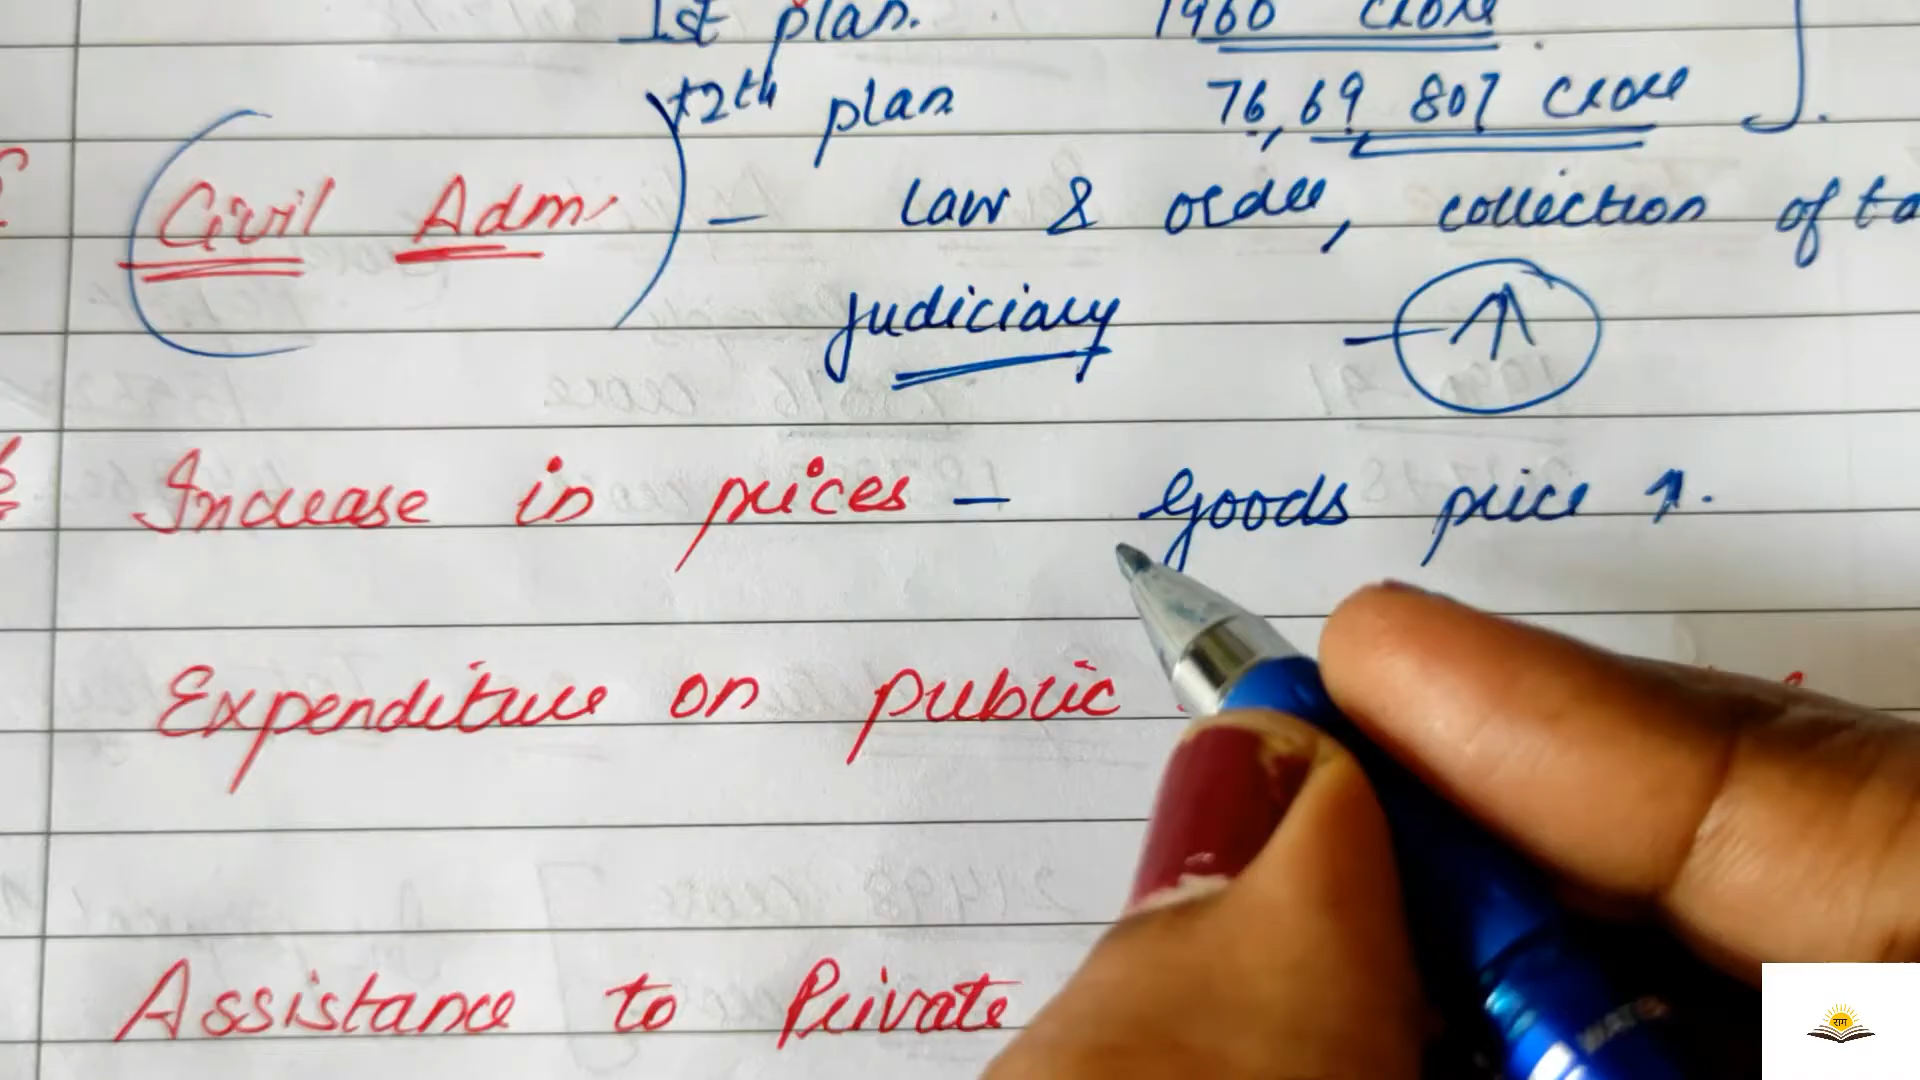 1st plan. 1960 crore
12th plan 76,69 807 crore
Civil Adm. - law & order, collection of ta
judiciary - ↑
Increase in prices - Goods price ↑.
Expenditure on public
Assistance to Private
राग